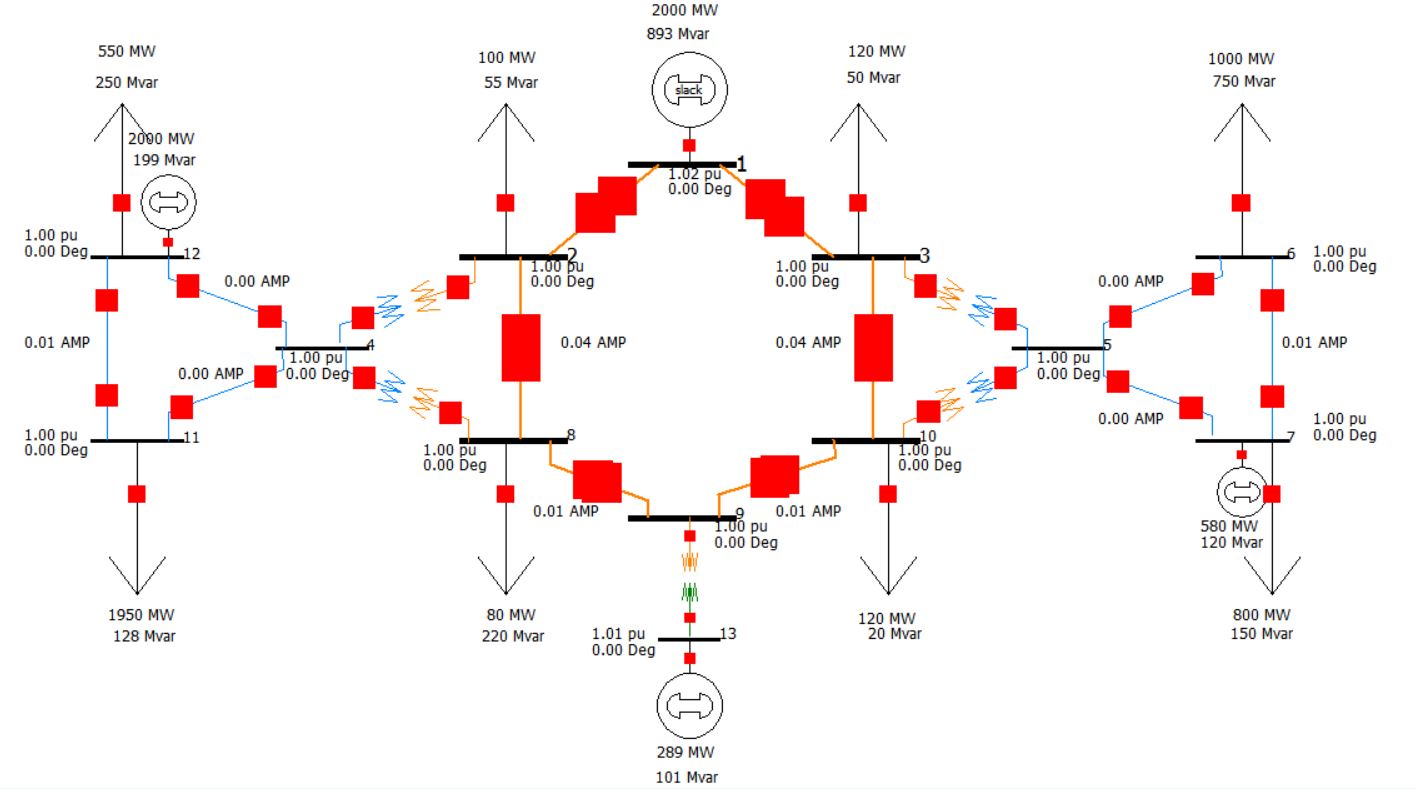 2000 MW
893 Mvar
slack
550 MW
250 Mvar
100 MW
55 Mvar
120 MW
50 Mvar
1000 MW
750 Mvar
2000 MW
199 Mvar
1
1.02 pu
0.00 Deg
1.00 pu
0.00 Deg
12
2
1.00 pu
0.00 Deg
3
1.00 pu
0.00 Deg
6
1.00 pu
0.00 Deg
0.00 AMP
0.00 AMP
0.01 AMP
4
1.00 pu
0.00 Deg
0.04 AMP
0.04 AMP
5
1.00 pu
0.00 Deg
0.01 AMP
0.00 AMP
0.00 AMP
1.00 pu
0.00 Deg
11
8
1.00 pu
0.00 Deg
10
1.00 pu
0.00 Deg
7
1.00 pu
0.00 Deg
0.01 AMP
9
1.00 pu
0.00 Deg
0.01 AMP
580 MW
120 Mvar
1950 MW
128 Mvar
80 MW
220 Mvar
1.01 pu
0.00 Deg
13
120 MW
20 Mvar
800 MW
150 Mvar
289 MW
101 Mvar